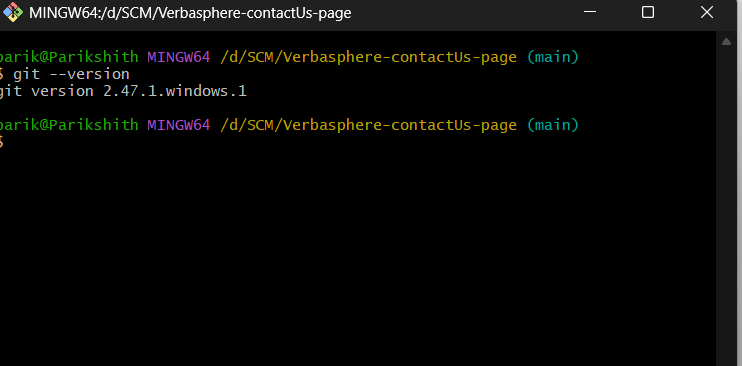 MINGW64:/d/SCM/Verbasphere-contactUs-page
parik@Parikshith MINGW64 /d/SCM/Verbasphere-contactUs-page (main)
$ git --version
git version 2.47.1.windows.1
parik@Parikshith MINGW64 /d/SCM/Verbasphere-contactUs-page (main)
$